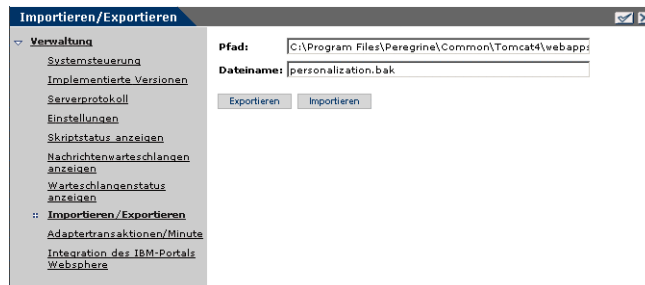 Importieren/Exportieren
Verwaltung
Systemsteuerung
Implementierte Versionen
Serverprotokoll
Einstellungen
Skriptstatus anzeigen
Nachrichtenwarteschlangen
anzeigen
Warteschlangenstatus
anzeigen
Importieren/Exportieren
Adaptertransaktionen/Minute
Integration des IBM-Portals
Websphere
Pfad: C:\Program Files\Peregrine\Common\Tomcat4\webapps
Dateiname: personalization.bak
Exportieren Importieren